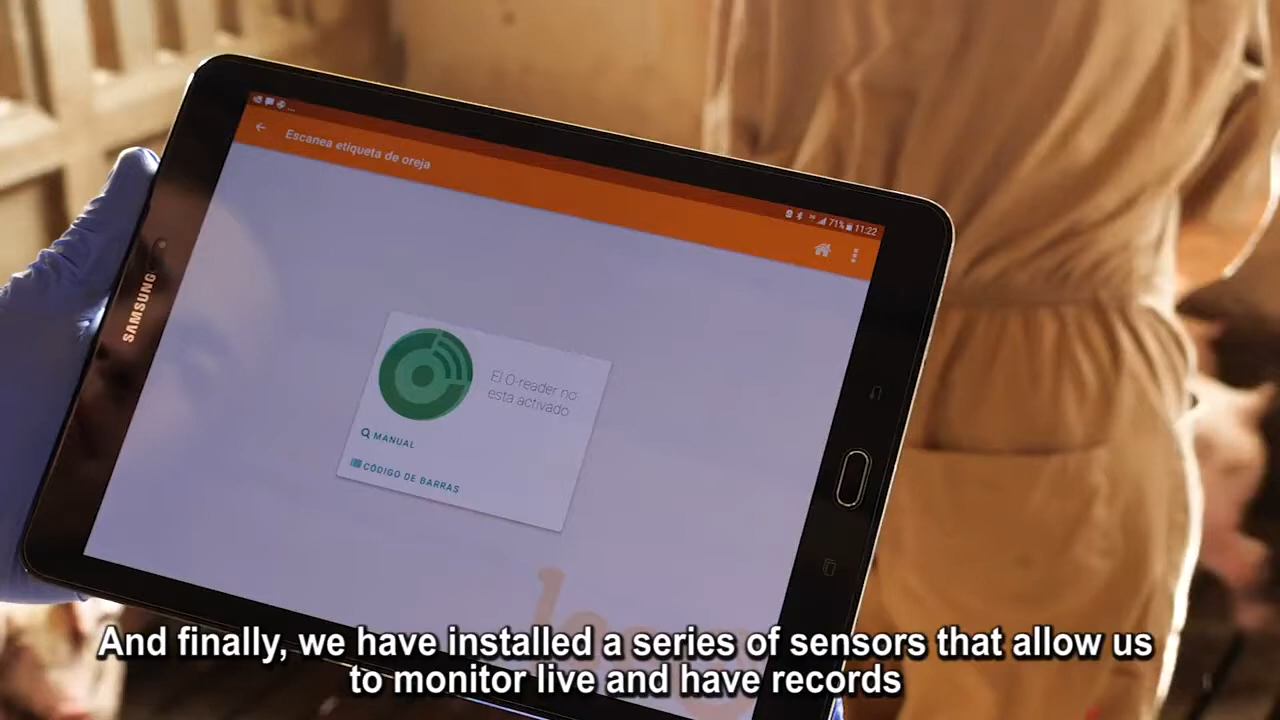 71% 11:22
Escanea etiqueta de oreja
SAMSUNG
El O-reader no
esta activado
MANUAL
CÓDIGO DE BARRAS
And finally, we have installed a series of sensors that allow us
to monitor live and have records